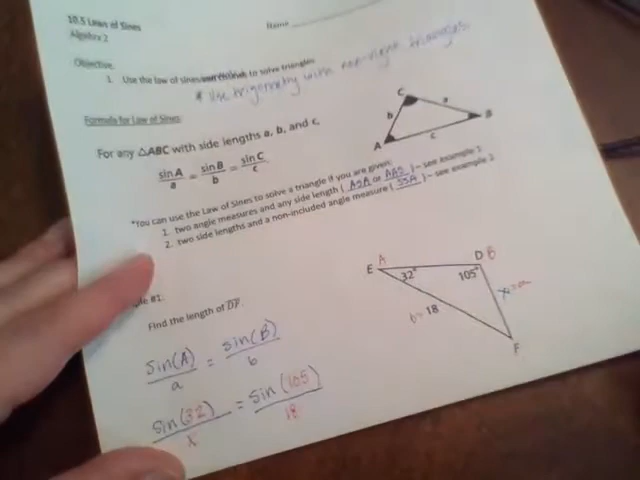 10.5 Laws of Sines
Name
Algebra 2
Objective:
1. Use the law of sines to solve triangles
* Use trigometry with non-right triangles.
Formula for Law of Sines:
For any △ABC with side lengths a, b, and c,
sin A / a = sin B / b = sin C / c
C
b
a
B
A
c
*You can use the Law of Sines to solve a triangle if you are given:
1. two angle measures and any side length ( ASA or AAS ) – see example 1
2. two side lengths and a non-included angle measure ( SSA ) – see example 2
#1:
Find the length of DF.
E A 32° 105° D B
b= 18
F
sin(A) / a = sin(B) / b
sin(32) / x = sin(105) / 18